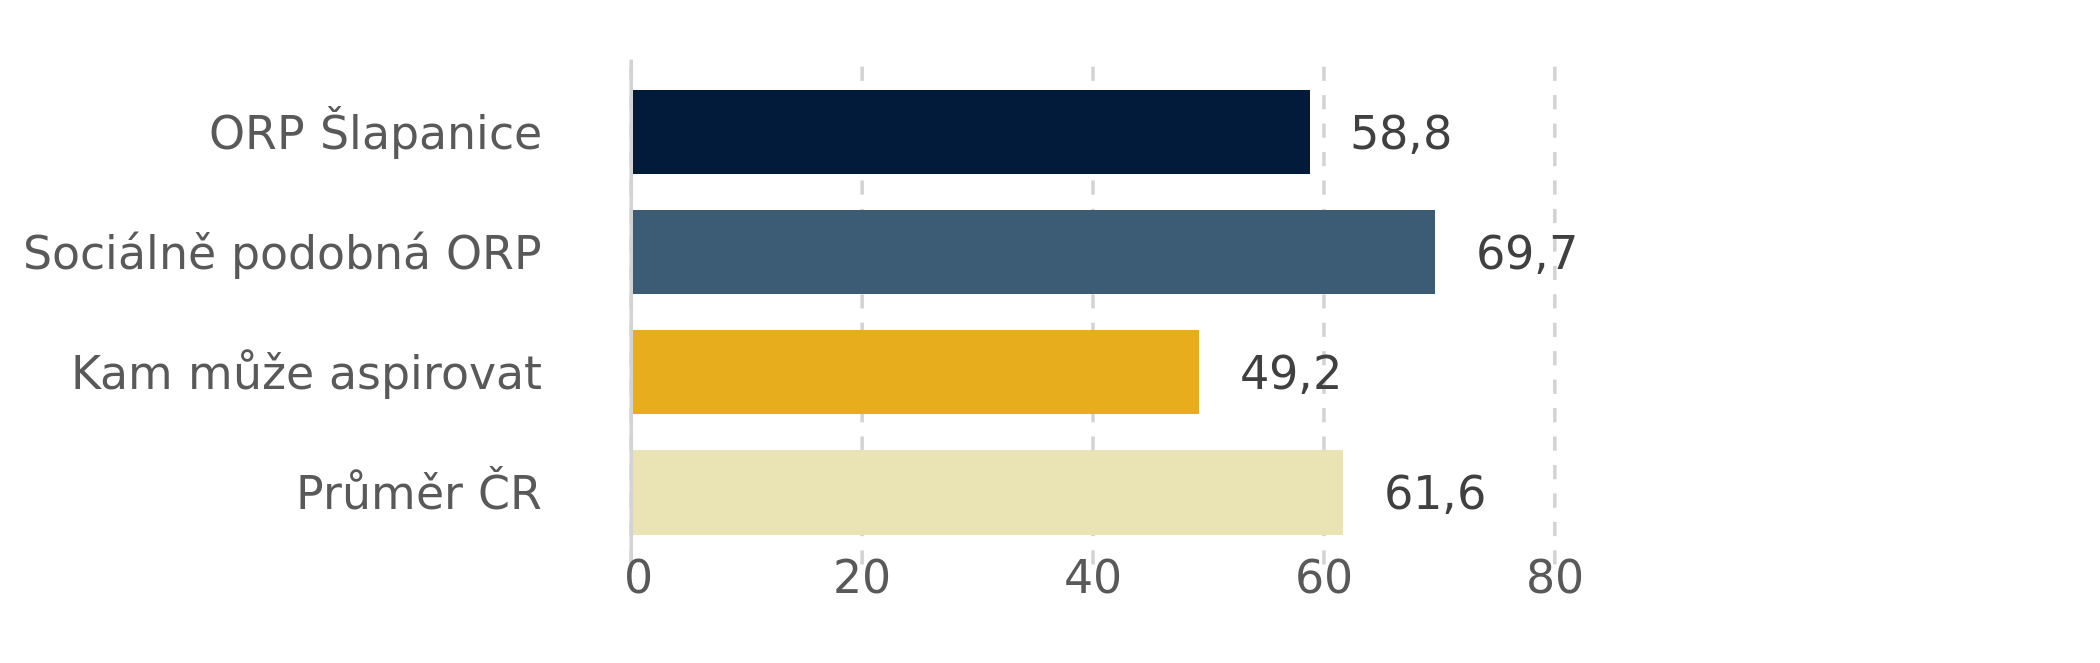 ORP Šlapanice 58,8
Sociálně podobná ORP 69,7
Kam může aspirovat 49,2
Průměr ČR 61,6
0 20 40 60 80